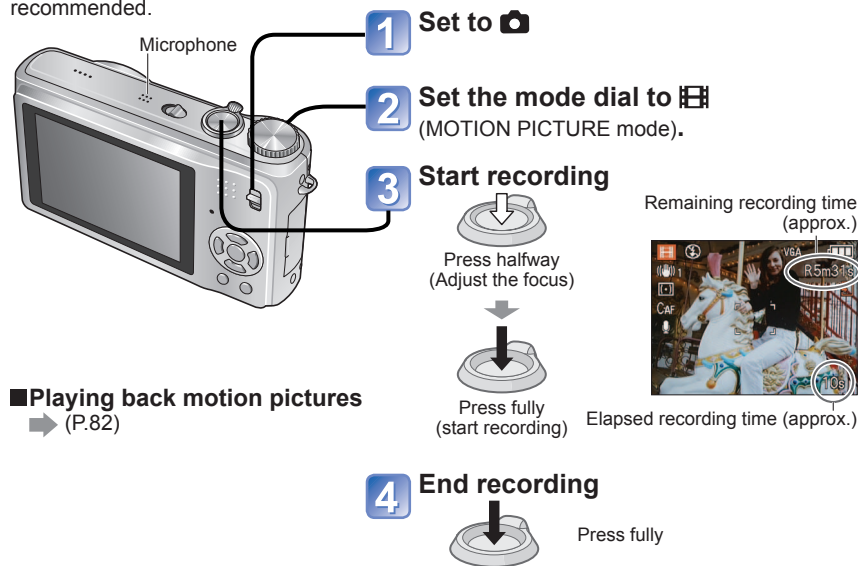 recommended.
Microphone
1 Set to
2 Set the mode dial to
(MOTION PICTURE mode).
3 Start recording
Press halfway
(Adjust the focus)
Press fully
(start recording)
Remaining recording time
(approx.)
VGA
R5m31s
1
CAF
10s
Elapsed recording time (approx.)
■Playing back motion pictures
(P.82)
4 End recording
Press fully